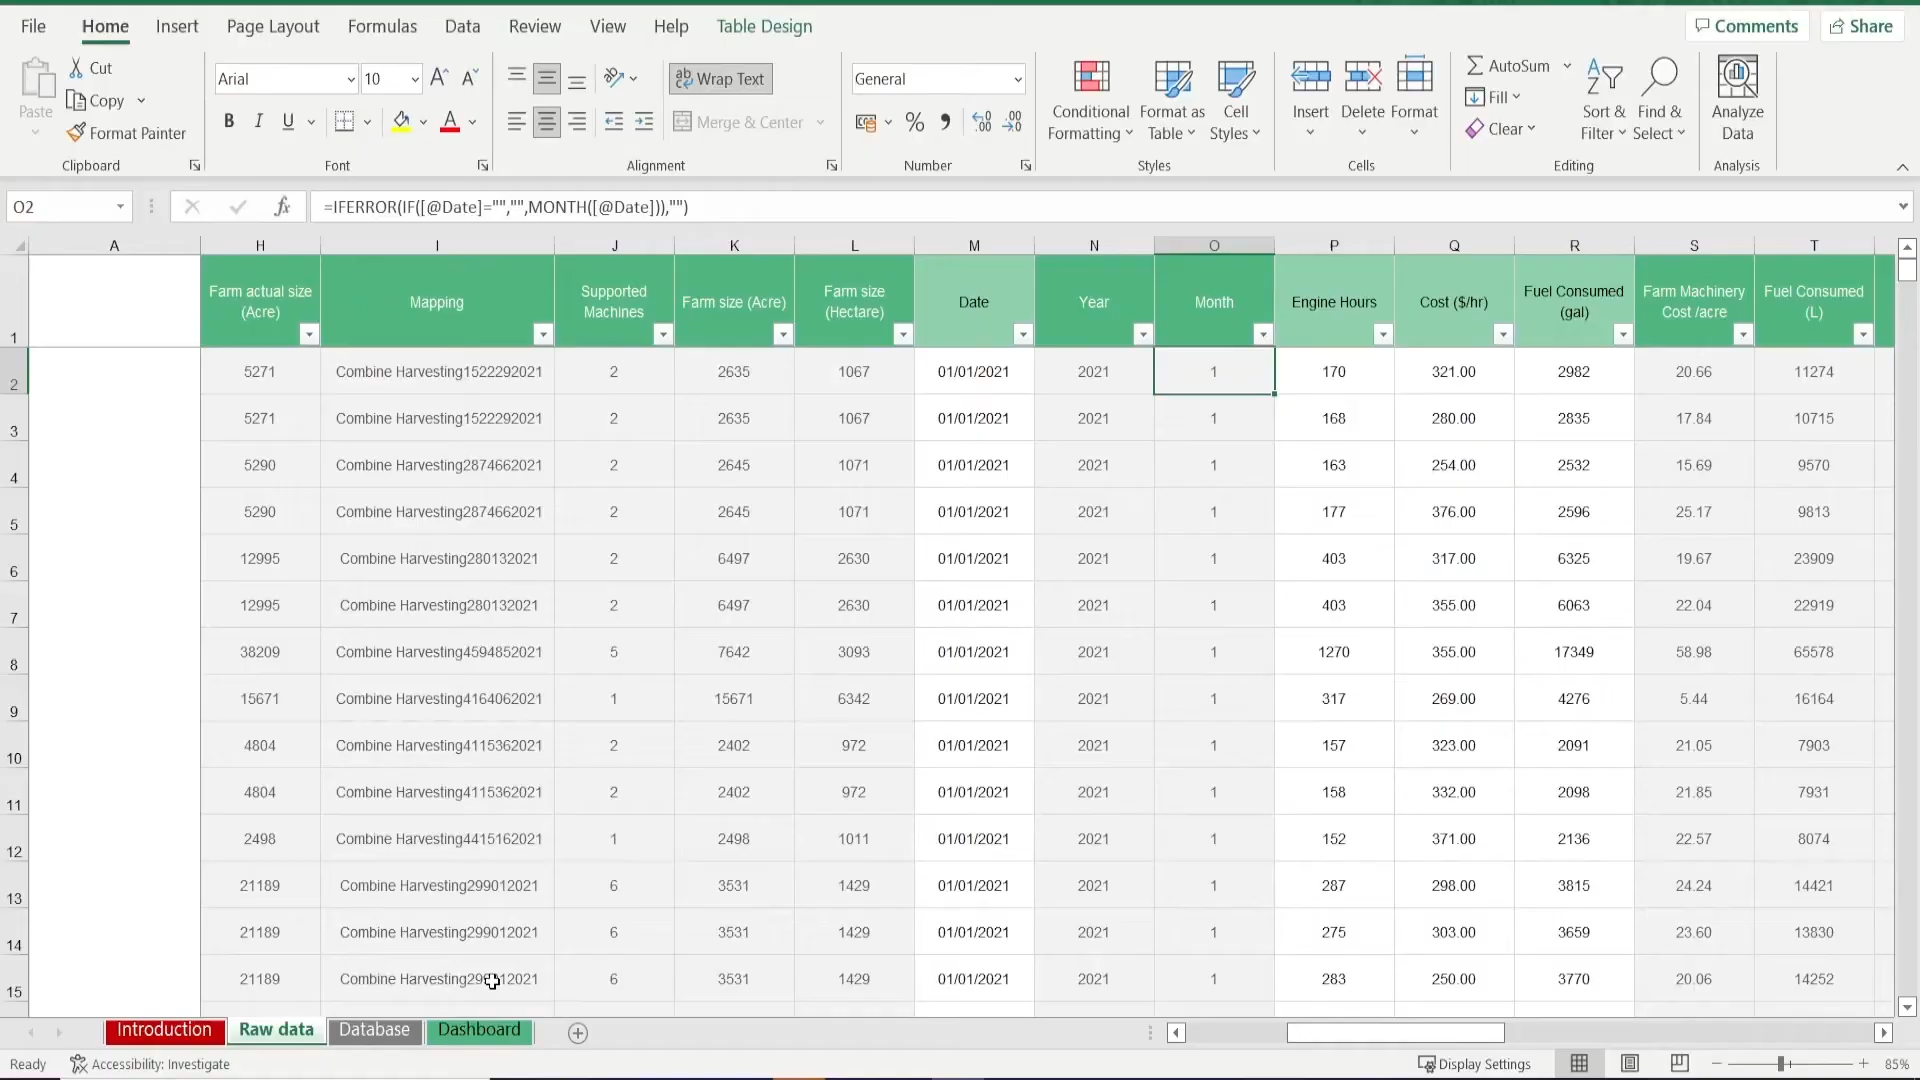 File Home Insert Page Layout Formulas Data Review View Help Table Design Comments Share
Paste Cut Copy Format Painter Clipboard
Arial 10 B I U Font
Wrap Text Merge & Center Alignment
General % Number
Conditional Formatting Format as Table Cell Styles Styles
Insert Delete Format Cells
AutoSum Fill Clear Sort & Filter Find & Select Editing
Analyze Data Analysis
O2 fx =IFERROR(IF([@Date]="","",MONTH([@Date])),"")
A H I J K L M N O P Q R S T
1 Farm actual size (Acre) Mapping Supported Machines Farm size (Acre) Farm size (Hectare) Date Year Month Engine Hours Cost ($/hr) Fuel Consumed (gal) Farm Machinery Cost /acre Fuel Consumed (L)
2 5271 Combine Harvesting1522292021 2 2635 1067 01/01/2021 2021 1 170 321.00 2982 20.66 11274
3 5271 Combine Harvesting1522292021 2 2635 1067 01/01/2021 2021 1 168 280.00 2835 17.84 10715
4 5290 Combine Harvesting2874662021 2 2645 1071 01/01/2021 2021 1 163 254.00 2532 15.69 9570
5 5290 Combine Harvesting2874662021 2 2645 1071 01/01/2021 2021 1 177 376.00 2596 25.17 9813
6 12995 Combine Harvesting280132021 2 6497 2630 01/01/2021 2021 1 403 317.00 6325 19.67 23909
7 12995 Combine Harvesting280132021 2 6497 2630 01/01/2021 2021 1 403 355.00 6063 22.04 22919
8 38209 Combine Harvesting4594852021 5 7642 3093 01/01/2021 2021 1 1270 355.00 17349 58.98 65578
9 15671 Combine Harvesting4164062021 1 15671 6342 01/01/2021 2021 1 317 269.00 4276 5.44 16164
10 4804 Combine Harvesting4115362021 2 2402 972 01/01/2021 2021 1 157 323.00 2091 21.05 7903
11 4804 Combine Harvesting4115362021 2 2402 972 01/01/2021 2021 1 158 332.00 2098 21.85 7931
12 2498 Combine Harvesting4415162021 1 2498 1011 01/01/2021 2021 1 152 371.00 2136 22.57 8074
13 21189 Combine Harvesting299012021 6 3531 1429 01/01/2021 2021 1 287 298.00 3815 24.24 14421
14 21189 Combine Harvesting299012021 6 3531 1429 01/01/2021 2021 1 275 303.00 3659 23.60 13830
15 21189 Combine 6 3531 1429 01/01/2021 2021 1 283 250.00 3770 20.06 14252
Introduction Raw data Database Dashboard
Ready Accessibility: Investigate Display Settings 85%